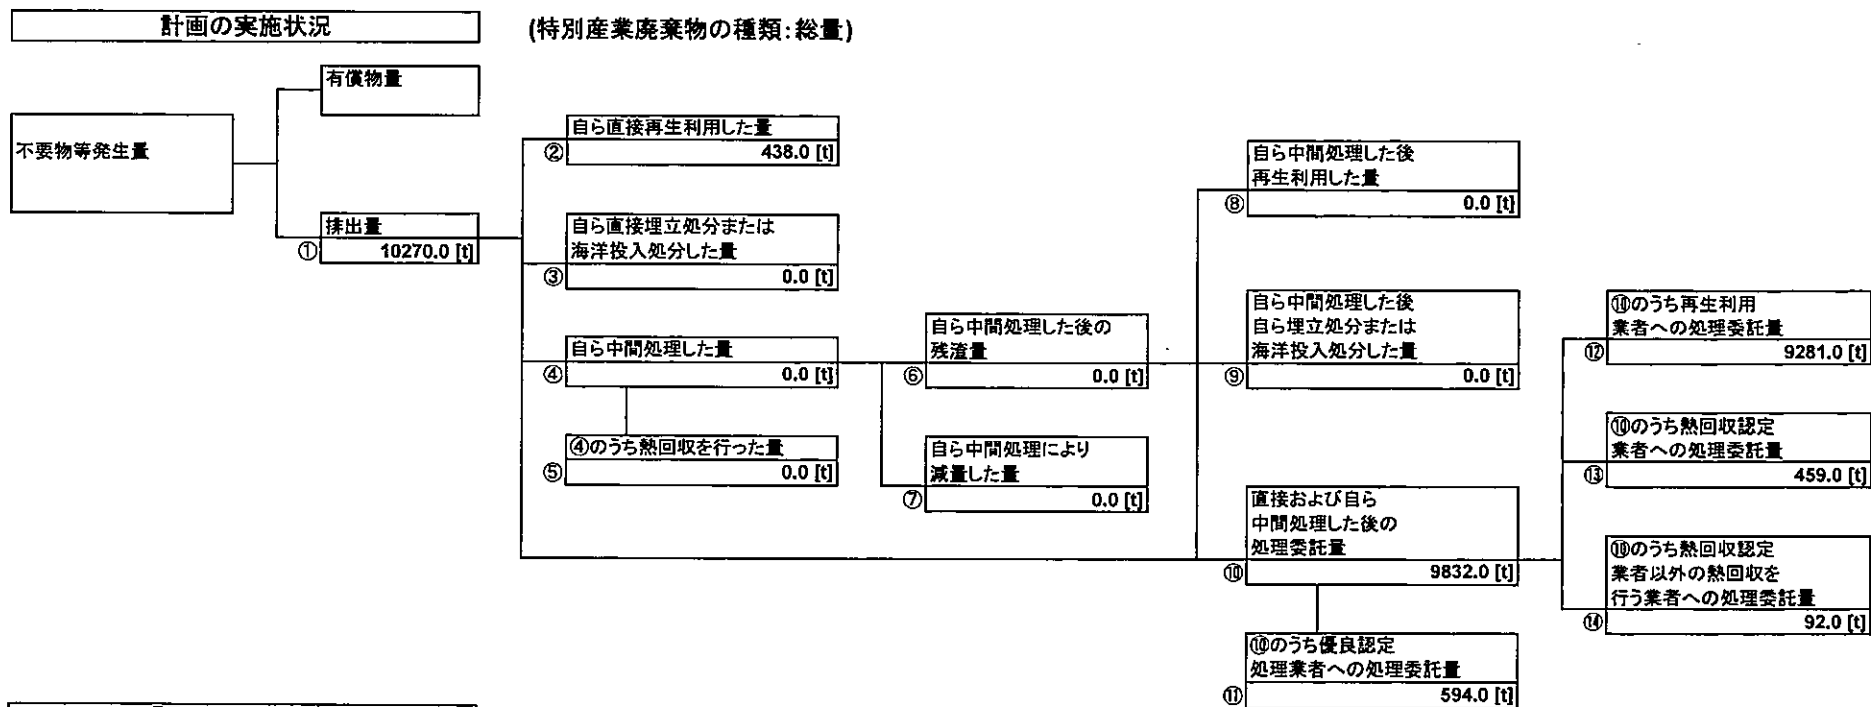 計画の実施状況
(特別産業廃棄物の種類:総量)
有償物量
不要物等発生量
排出量
① 10270.0 [t]
自ら直接再生利用した量
② 438.0 [t]
自ら直接埋立処分または
海洋投入処分した量
③ 0.0 [t]
自ら中間処理した量
④ 0.0 [t]
④のうち熱回収を行った量
⑤ 0.0 [t]
自ら中間処理した後の
残渣量
⑥ 0.0 [t]
自ら中間処理により
減量した量
⑦ 0.0 [t]
自ら中間処理した後
再生利用した量
⑧ 0.0 [t]
自ら中間処理した後
自ら埋立処分または
海洋投入処分した量
⑨ 0.0 [t]
直接および自ら
中間処理した後の
処理委託量
⑩ 9832.0 [t]
⑩のうち優良認定
処理業者への処理委託量
⑪ 594.0 [t]
⑩のうち再生利用
業者への処理委託量
⑫ 9281.0 [t]
⑩のうち熱回収認定
業者への処理委託量
⑬ 459.0 [t]
⑩のうち熱回収認定
業者以外の熱回収を
行う業者への処理委託量
⑭ 92.0 [t]